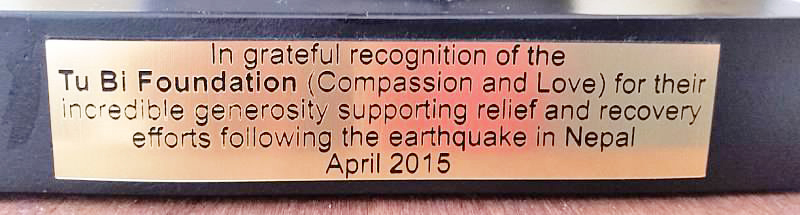 In grateful recognition of the
Tu Bi Foundation (Compassion and Love) for their
incredible generosity supporting relief and recovery
efforts following the earthquake in Nepal
April 2015